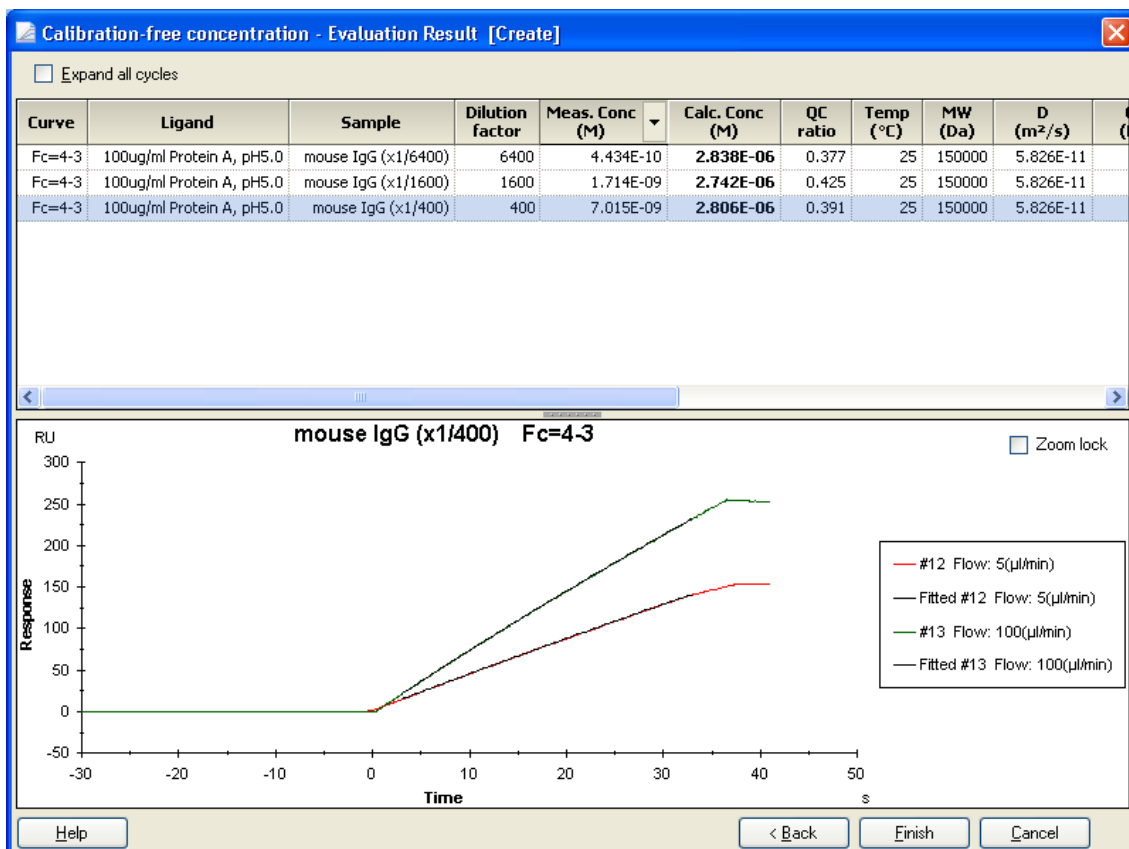 Calibration-free concentration - Evaluation Result [Create]
Expand all cycles
Curve Ligand Sample Dilution factor Meas. Conc (M) Calc. Conc (M) QC ratio Temp (°C) MW (Da) D (m²/s)
Fc=4-3 100ug/ml Protein A, pH5.0 mouse IgG (x1/6400) 6400 4.434E-10 2.838E-06 0.377 25 150000 5.826E-11
Fc=4-3 100ug/ml Protein A, pH5.0 mouse IgG (x1/1600) 1600 1.714E-09 2.742E-06 0.425 25 150000 5.826E-11
Fc=4-3 100ug/ml Protein A, pH5.0 mouse IgG (x1/400) 400 7.015E-09 2.806E-06 0.391 25 150000 5.826E-11
mouse IgG (x1/400) Fc=4-3
RU
Zoom lock
300
250
200
150
100
50
0
-50
Response
-30 -20 -10 0 10 20 30 40 50
Time
s
#12 Flow: 5(µl/min)
Fitted #12 Flow: 5(µl/min)
#13 Flow: 100(µl/min)
Fitted #13 Flow: 100(µl/min)
Help < Back Finish Cancel